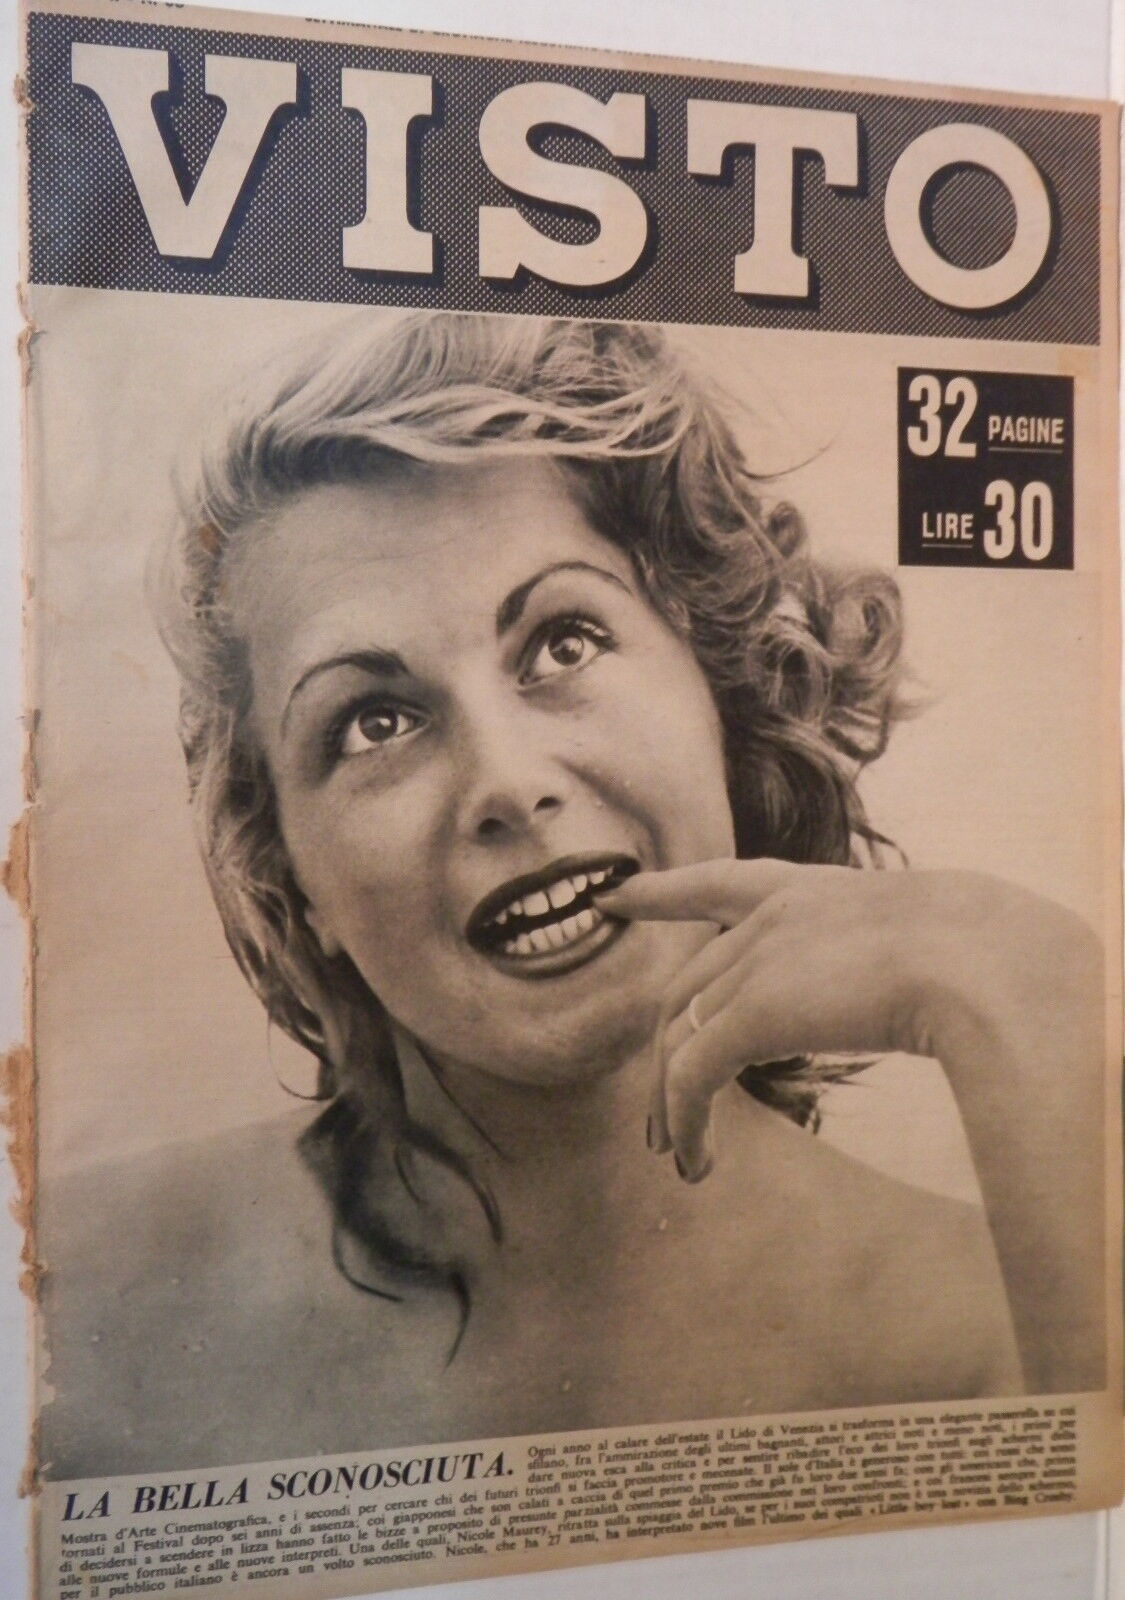 VISTO
32 PAGINE
LIRE 30
LA BELLA SCONOSCIUTA. Ogni anno al calare dell'estate il Lido di Venezia si trasforma in una elegante passerella su cui
sfilano, fra l'ammirazione degli ultimi bagnanti, attori e attrici noti e meno noti, i primi per
dare nuova esca alla critica e per sentire ribadire l'eco dei loro trionfi sugli schermi della
Mostra d'Arte Cinematografica, e i secondi per cercare chi dei futuri trionfi si faccia promotore e mecenate. Il sole d'Italia è generoso con tutti: coi russi che sono
tornati al Festival dopo sei anni di assenza; coi giapponesi che son calati a caccia di quel primo premio che già fu loro due anni fa; con gli americani che, prima
di decidersi a scendere in lizza hanno fatto le bizze a proposito di presunte parzialità commesse dalla commissione nei loro confronti; e coi francesi sempre attenti
alle nuove formule e alle nuove interpreti. Una delle quali, Nicole Maurey, ritratta sulla spiaggia del Lido, se per i suoi compatrioti non è una novizia dello schermo,
per il pubblico italiano è ancora un volto sconosciuto. Nicole, che ha 27 anni, ha interpretato nove film l'ultimo dei quali «Little-boy-lost» con Bing Crosby.